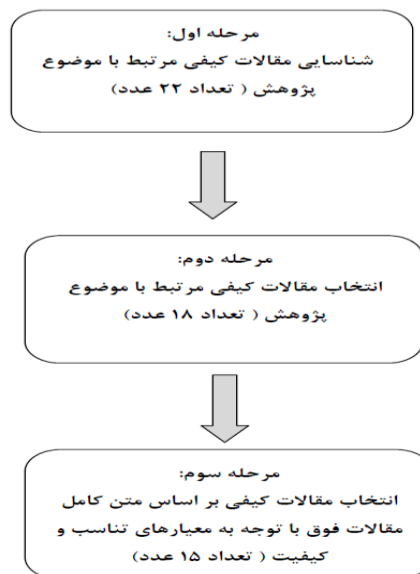 مرحله اول:
شناسایی مقالات کیفی مرتبط با موضوع
پژوهش ( تعداد ۲۲ عدد)
مرحله دوم:
انتخاب مقالات کیفی مرتبط با موضوع
پژوهش ( تعداد ۱۸ عدد)
مرحله سوم:
انتخاب مقالات کیفی بر اساس متن کامل
مقالات فوق با توجه به معیارهای تناسب و
کیفیت ( تعداد ۱۵ عدد)